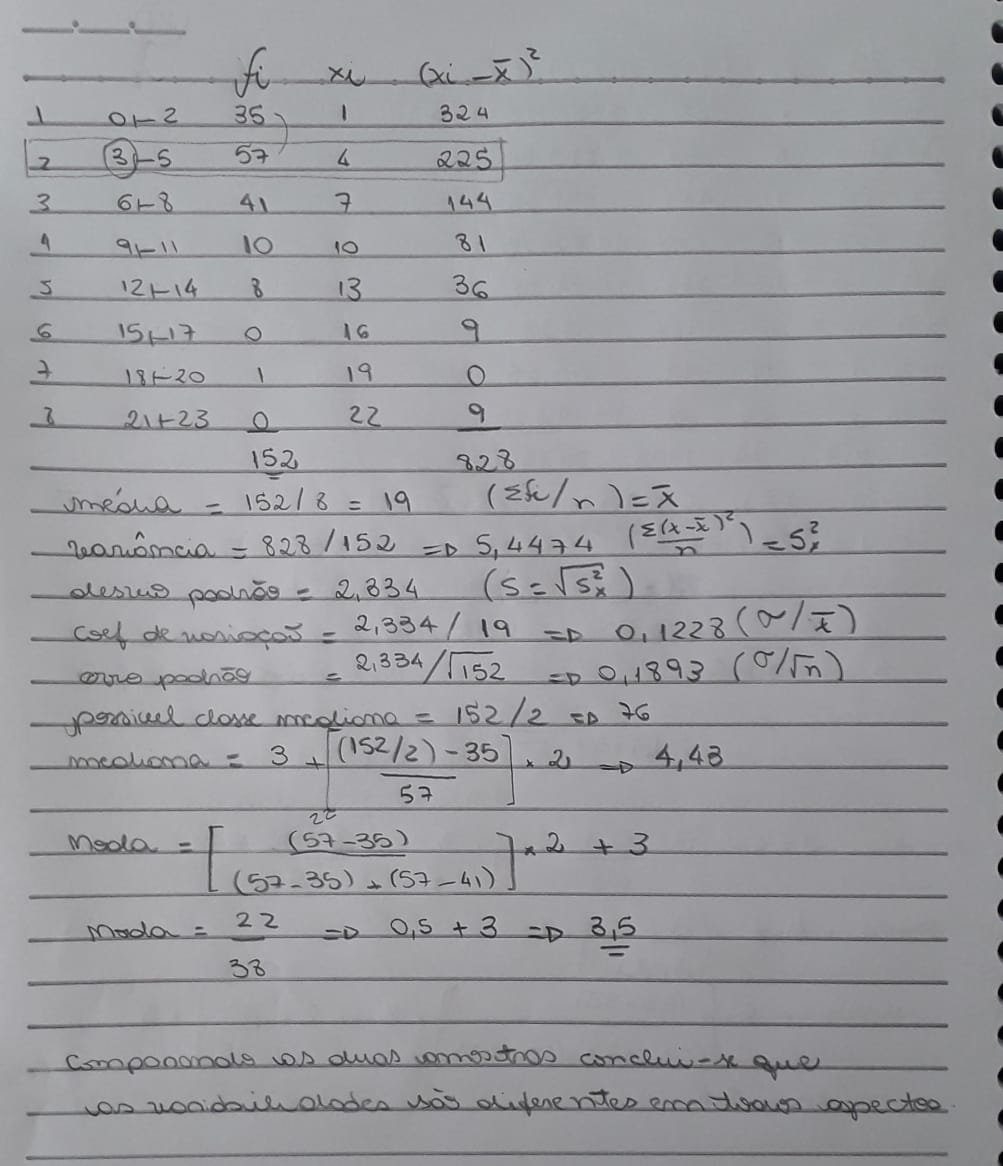 fi xi (xi - x̄)²
1 0⊢2 35 1 324
2 3⊢5 57 4 225
3 6⊢8 41 7 144
4 9⊢11 10 10 81
5 12⊢14 8 13 36
6 15⊢17 0 16 9
7 18⊢20 1 19 0
8 21⊢23 0 22 9
152 828
média = 152/8 = 19 (Σfi/n) = x̄
variância = 828/152 => 5,4474 (Σ(x-x̄)²/n) = S²x
desvio padrão = 2,334 (S = √S²x)
coef de variação = 2,334/19 => 0,1228 (σ/x̄)
erro padrão = 2,334/√152 => 0,1893 (σ/√n)
possível classe mediana = 152/2 => 76
mediana = 3 + [(152/2) - 35 / 57] * 2 => 4,43
22
Moda = [(57-35) / (57-35) + (57-41)] * 2 + 3
Moda = 22/38 => 0,5 + 3 => 3,5
Comparando as duas amostras conclui-se que
as variabilidades são diferentes em vários aspectos.